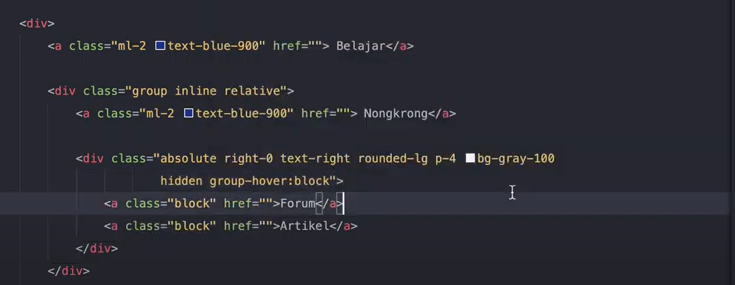 <div>
<a class="ml-2 text-blue-900" href=""> Belajar</a>
<div class="group inline relative">
<a class="ml-2 text-blue-900" href=""> Nongkrong</a>
<div class="absolute right-0 text-right rounded-lg p-4 bg-gray-100
hidden group-hover:block">
<a class="block" href="">Forum</a>
<a class="block" href="">Artikel</a>
</div>
</div>